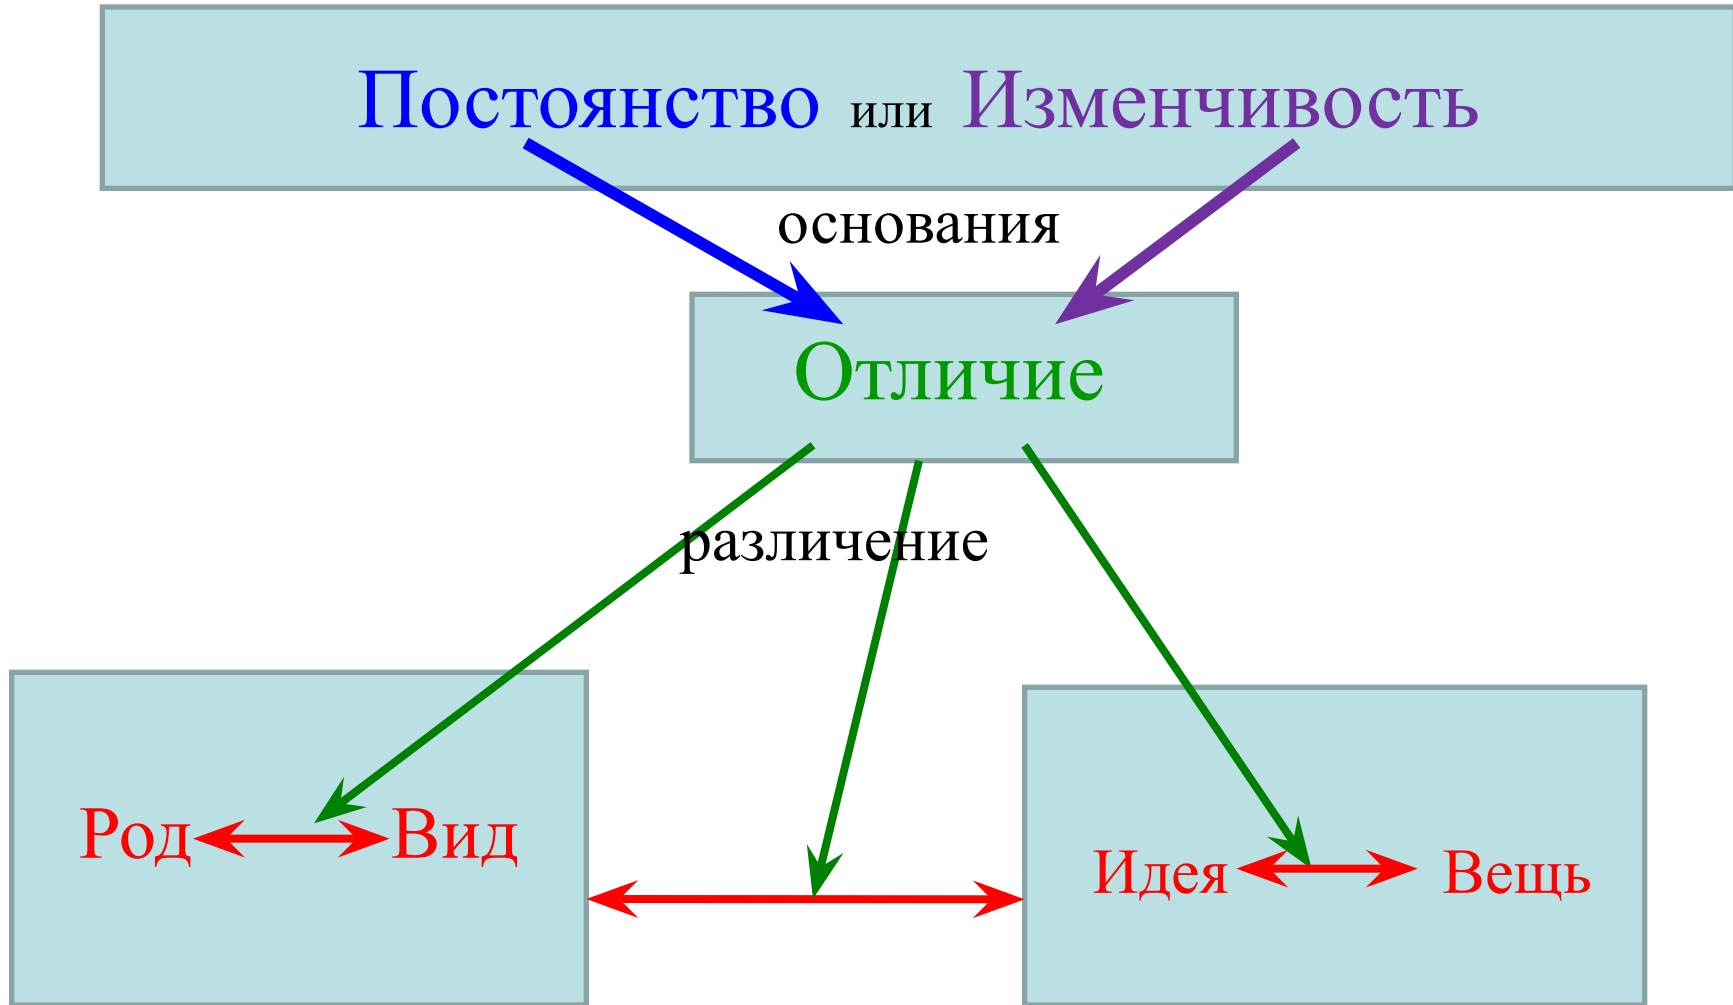 Постоянство или Изменчивость
основания
Отличие
различение
Род Вид
Идея Вещь